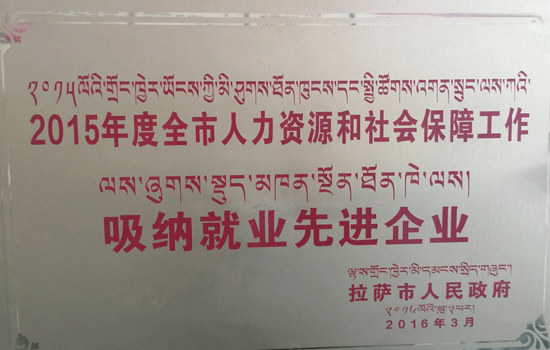 ༢༠༡༥ལོའི་གྲོང་ཁྱེར་ཡོངས་ཀྱི་མི་ཤུགས་ཐོན་ཁུངས་དང་སྤྱི་ཚོགས་འགན་སྲུང་ལས་ཀའི་
2015年度全市人力资源和社会保障工作
ལས་ཞུགས་སྡུད་མཁན་སྔོན་ཐོན་ཁེ་ལས།
吸纳就业先进企业
ལྷ་ས་གྲོང་ཁྱེར་མི་དམངས་སྲིད་གཞུང་།
拉萨市人民政府
2016年3月